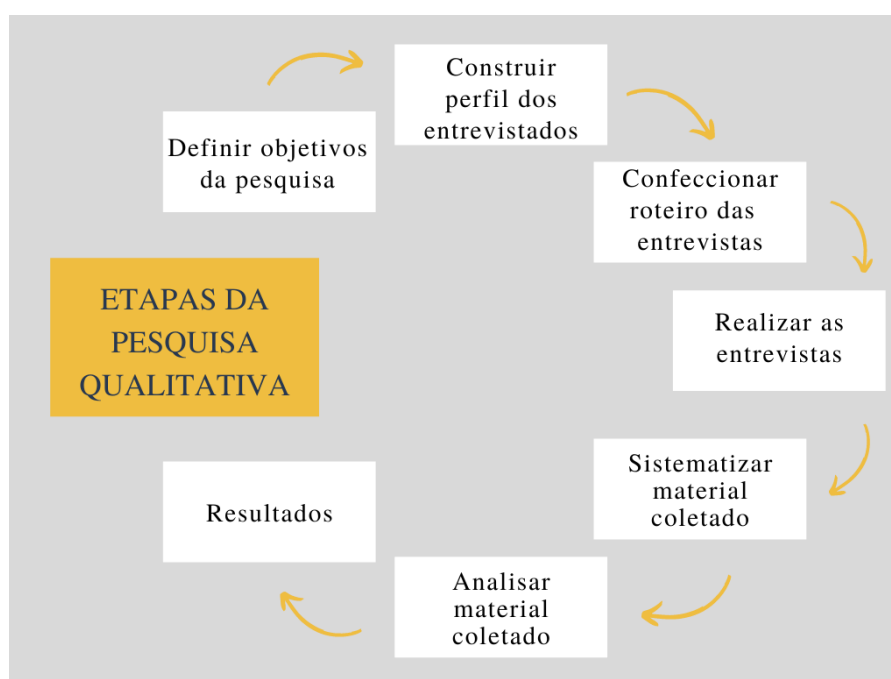 ETAPAS DA
PESQUISA
QUALITATIVA
Definir objetivos
da pesquisa
Construir
perfil dos
entrevistados
Confeccionar
roteiro das
entrevistas
Realizar as
entrevistas
Sistematizar
material
coletado
Analisar
material
coletado
Resultados